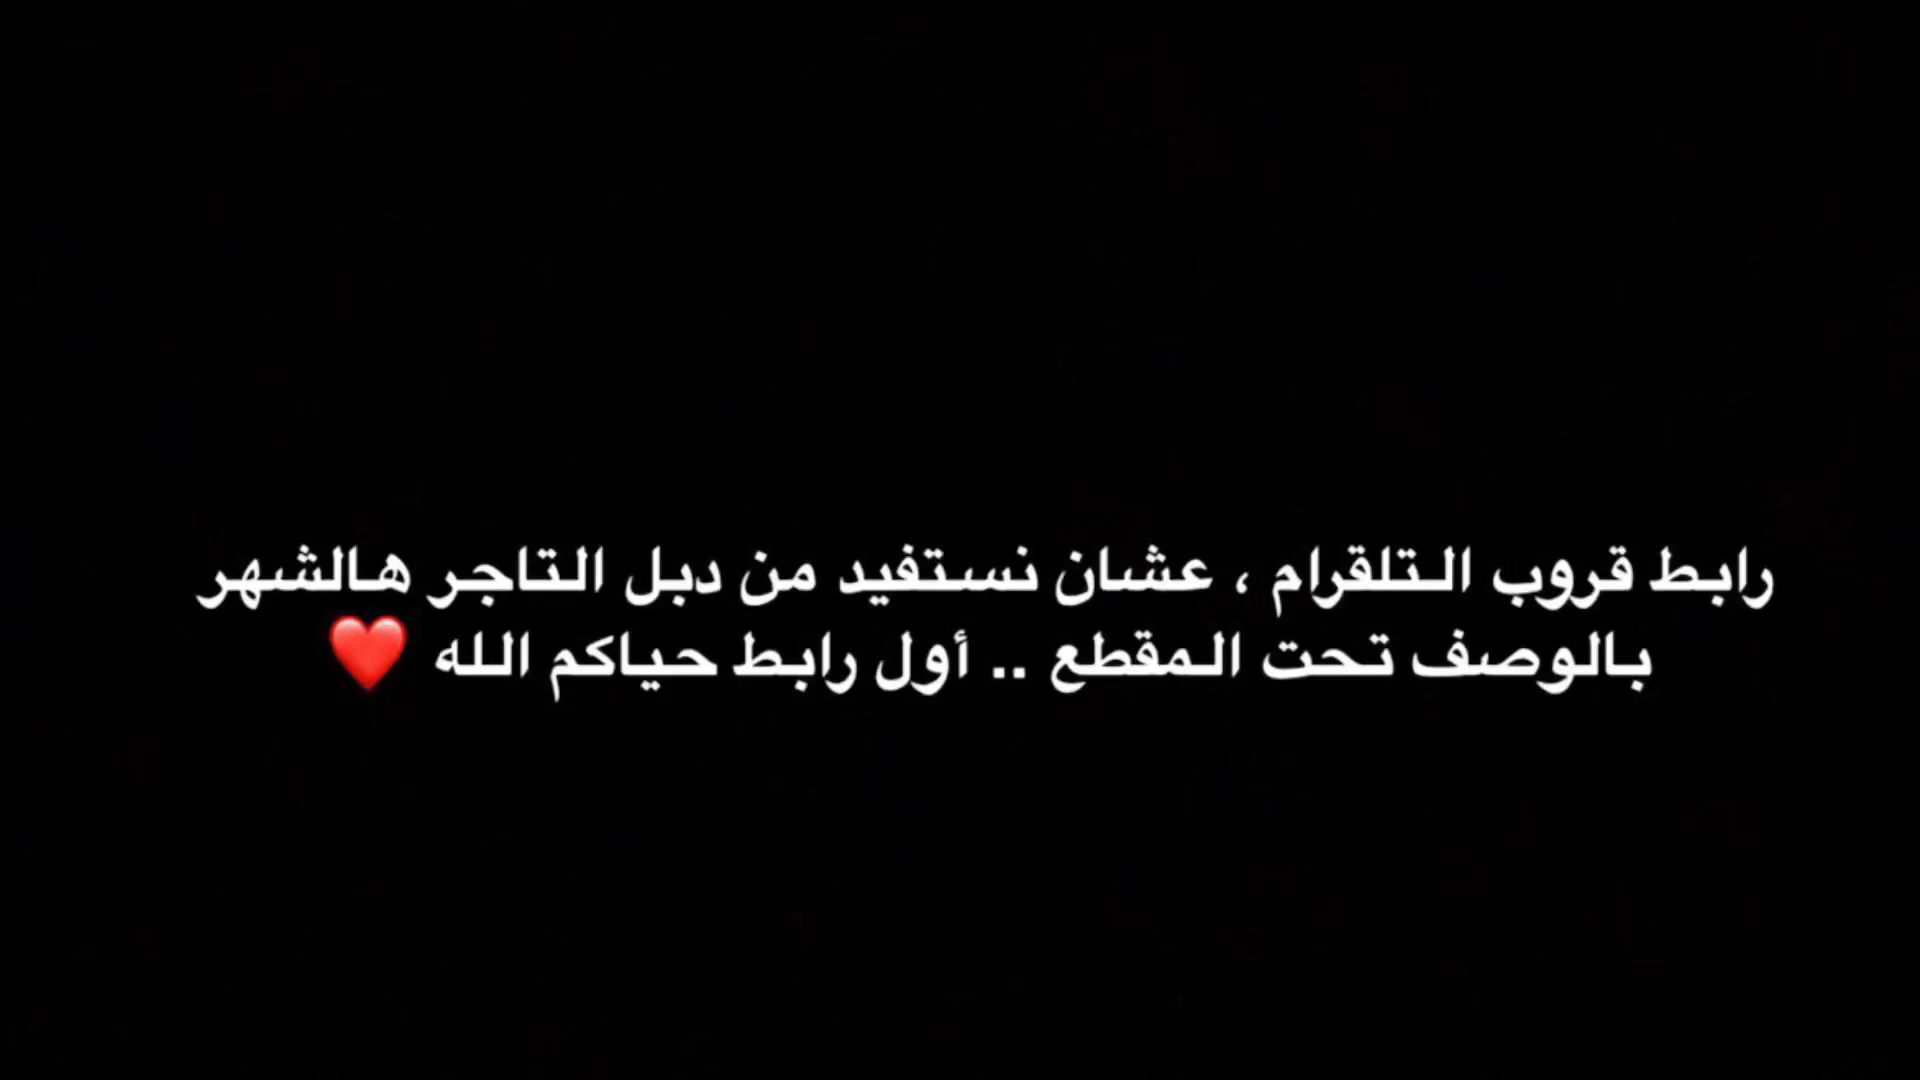 رابط قروب التلقرام ، عشان نستفيد من دبل التاجر هالشهر
بالوصف تحت المقطع .. أول رابط حياكم الله ❤️